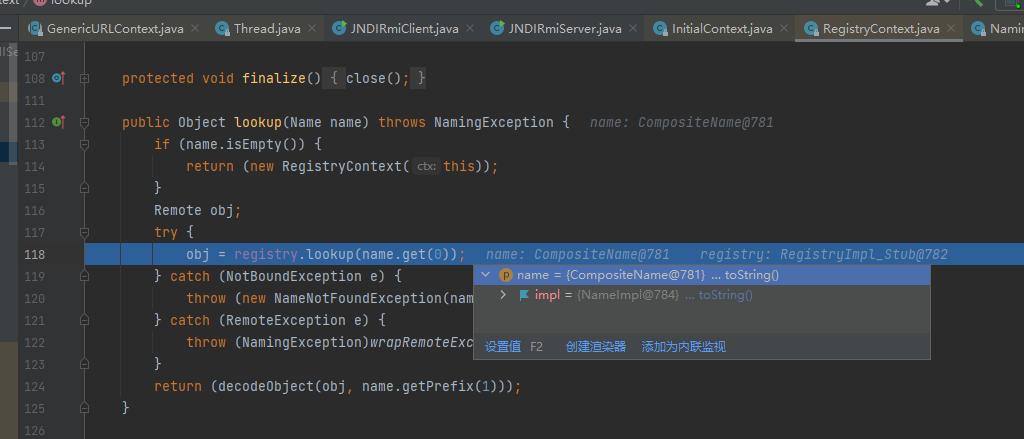 lookup
GenericURLContext.java Thread.java JNDIRmiClient.java JNDIRmiServer.java InitialContext.java RegistryContext.java Namin
107
108 protected void finalize() { close(); }
111
112 public Object lookup(Name name) throws NamingException { name: CompositeName@781
113 if (name.isEmpty()) {
114 return (new RegistryContext( ctx: this));
115 }
116 Remote obj;
117 try {
118 obj = registry.lookup(name.get(0)); name: CompositeName@781 registry: RegistryImpl_Stub@782
119 } catch (NotBoundException e) {
p name = {CompositeName@781} ... toString()
120 throw (new NameNotFoundException(nam
impl = {NameImpl@784} ... toString()
121 } catch (RemoteException e) {
122 throw (NamingException)wrapRemoteExc
设置值 F2 创建渲染器 添加为内联监视
123 }
124 return (decodeObject(obj, name.getPrefix(1)));
125 }
126